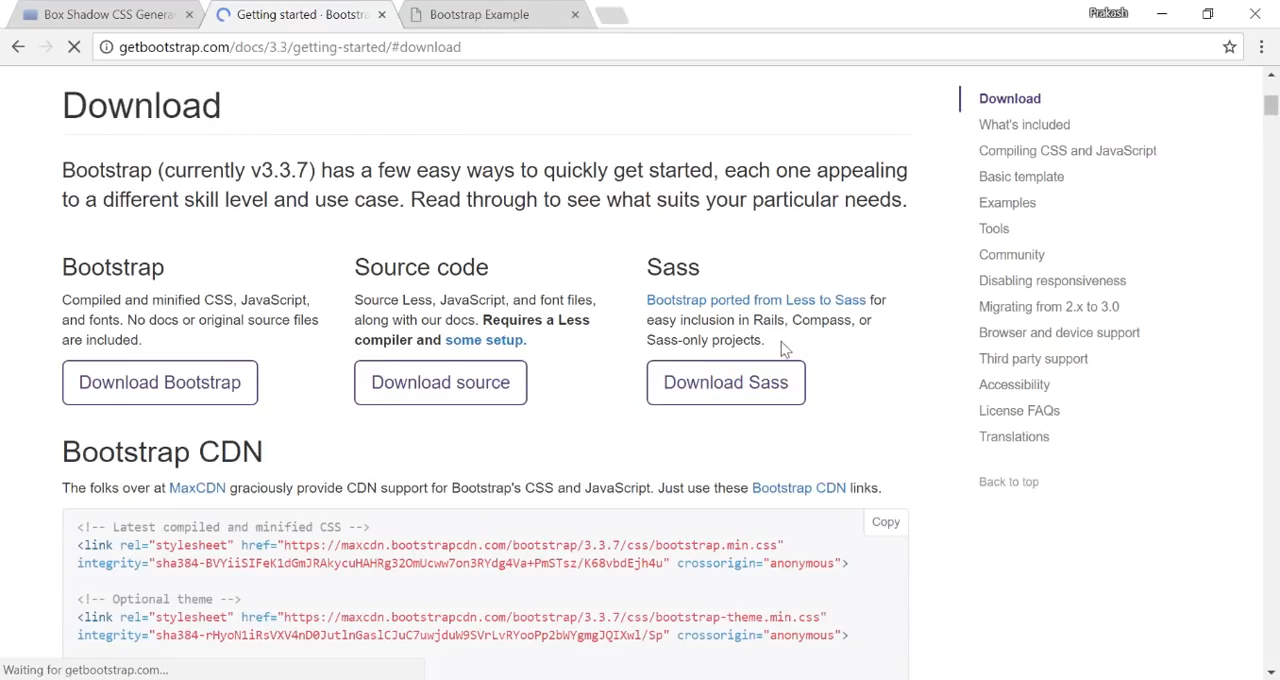 Box Shadow CSS Genera
Getting started · Bootstra
Bootstrap Example
Prakash
getbootstrap.com/docs/3.3/getting-started/#download
Download
Bootstrap (currently v3.3.7) has a few easy ways to quickly get started, each one appealing
to a different skill level and use case. Read through to see what suits your particular needs.
Bootstrap
Compiled and minified CSS, JavaScript,
and fonts. No docs or original source files
are included.
Download Bootstrap
Source code
Source Less, JavaScript, and font files,
along with our docs. Requires a Less
compiler and some setup.
Download source
Sass
Bootstrap ported from Less to Sass for
easy inclusion in Rails, Compass, or
Sass-only projects.
Download Sass
Bootstrap CDN
The folks over at MaxCDN graciously provide CDN support for Bootstrap's CSS and JavaScript. Just use these Bootstrap CDN links.
Copy
<!-- Latest compiled and minified CSS -->
<link rel="stylesheet" href="https://maxcdn.bootstrapcdn.com/bootstrap/3.3.7/css/bootstrap.min.css"
integrity="sha384-BVYiiSIFeK1dGmJRAkycuHAHRg32OmUcww7on3RYdg4Va+PmSTsz/K68vbdEjh4u" crossorigin="anonymous">
<!-- Optional theme -->
<link rel="stylesheet" href="https://maxcdn.bootstrapcdn.com/bootstrap/3.3.7/css/bootstrap-theme.min.css"
integrity="sha384-rHyoN1iRsVXV4nD0JutlnGaslCJuC7uwjduW9SVrLvRYooPp2bWYgmgJQIXwl/Sp" crossorigin="anonymous">
Download
What's included
Compiling CSS and JavaScript
Basic template
Examples
Tools
Community
Disabling responsiveness
Migrating from 2.x to 3.0
Browser and device support
Third party support
Accessibility
License FAQs
Translations
Back to top
Waiting for getbootstrap.com...